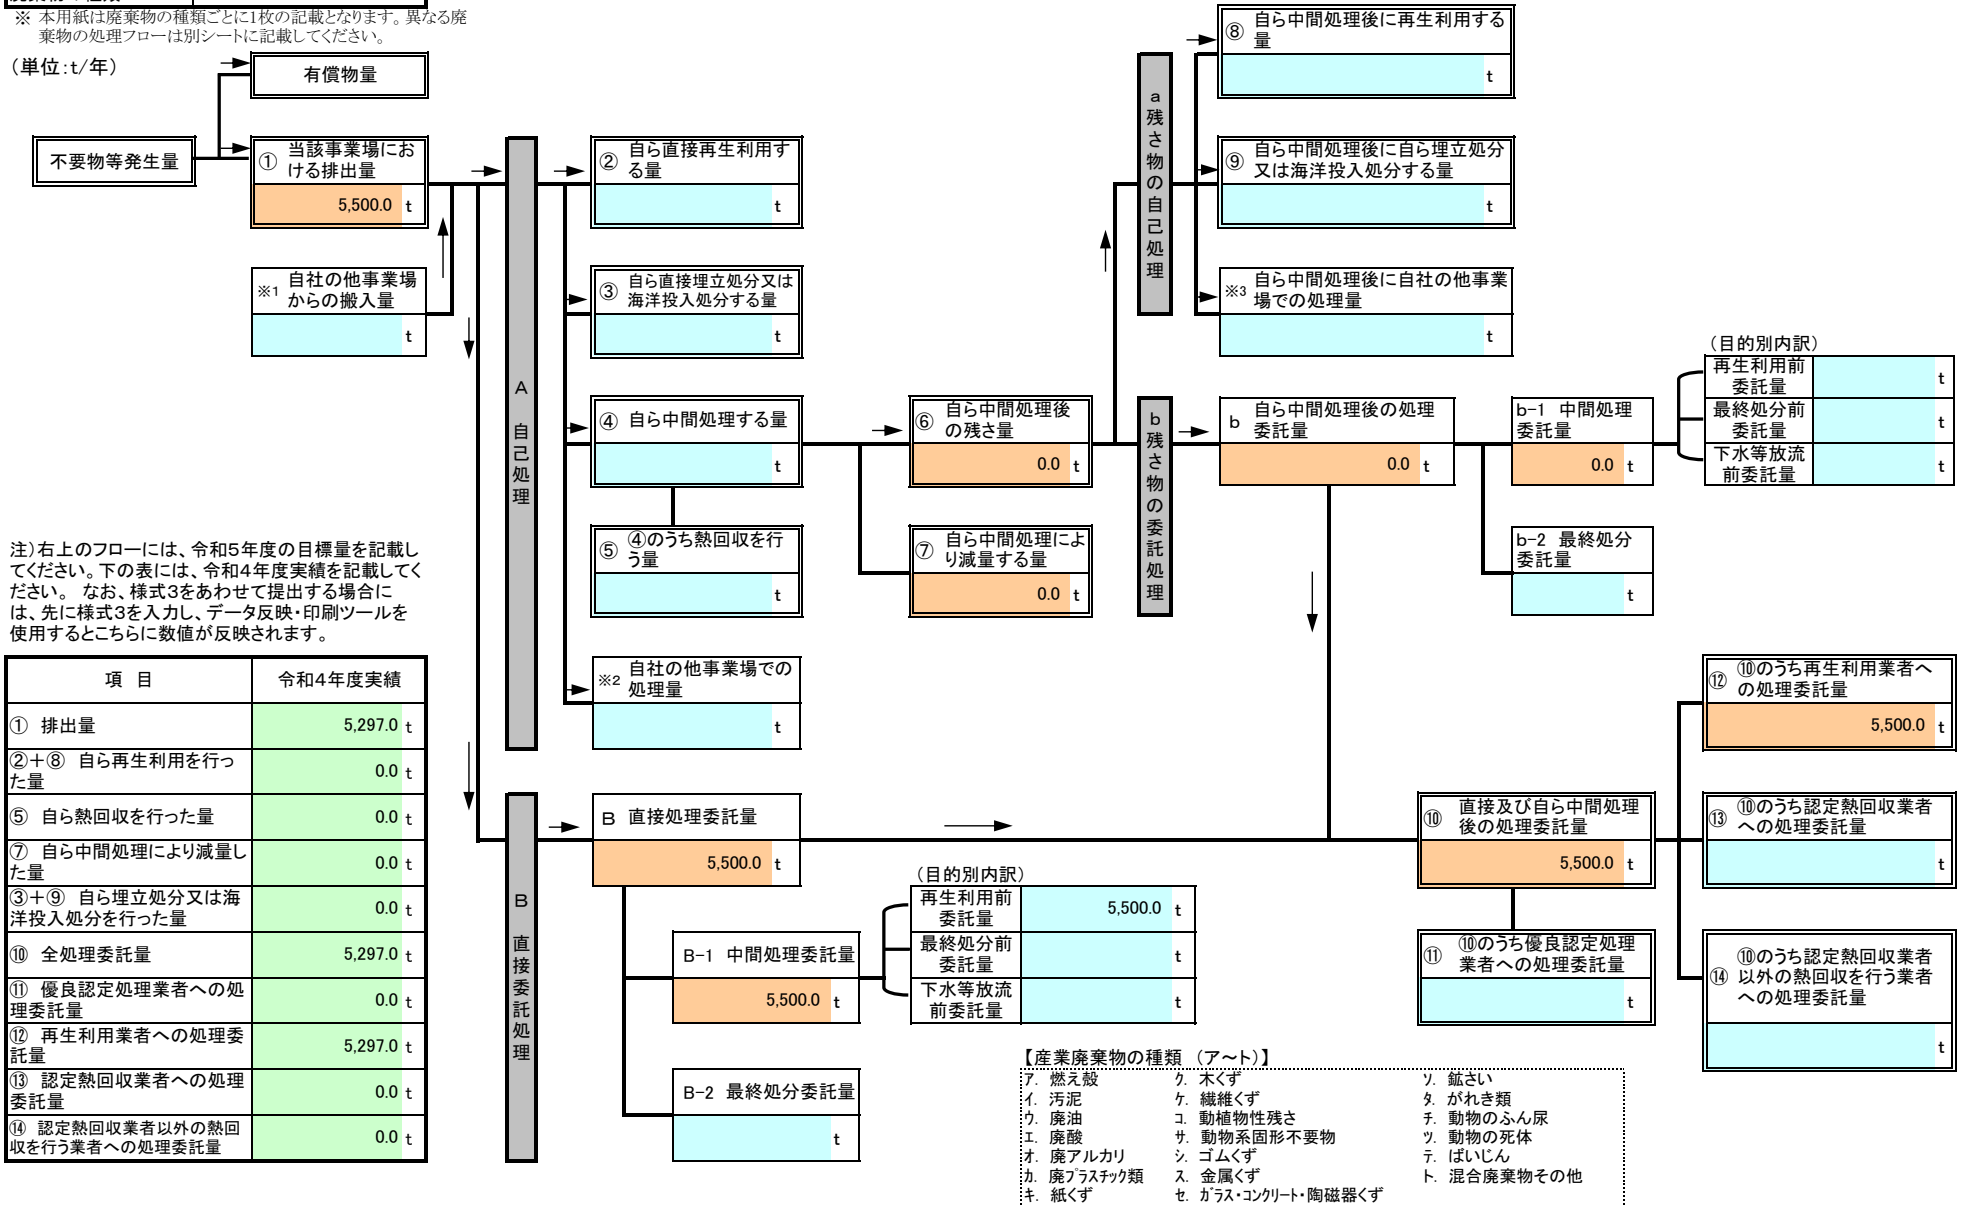 ※ 本用紙は廃棄物の種類ごとに1枚の記載となります。異なる廃
棄物の処理フローは別シートに記載してください。
（単位：t/年）
有償物量
不要物等発生量
① 当該事業場にお
ける排出量
5,500.0 t
※1 自社の他事業場
からの搬入量
t
A 自己処理
② 自ら直接再生利用す
る量
t
③ 自ら直接埋立処分又は
海洋投入処分する量
t
④ 自ら中間処理する量
t
⑤ ④のうち熱回収を行
う量
t
※2 自社の他事業場での
処理量
t
⑥ 自ら中間処理後
の残さ量
0.0 t
⑦ 自ら中間処理によ
り減量する量
0.0 t
a 残さ物の自己処理
⑧ 自ら中間処理後に再生利用する
量
t
⑨ 自ら中間処理後に自ら埋立処分
又は海洋投入処分する量
t
※3 自ら中間処理後に自社の他事業
場での処理量
t
b 残さ物の委託処理
b 自ら中間処理後の処理
委託量
0.0 t
b-1 中間処理
委託量
0.0 t
（目的別内訳）
再生利用前
委託量
t
最終処分前
委託量
t
下水等放流
前委託量
t
b-2 最終処分
委託量
t
注）右上のフローには、令和5年度の目標量を記載し
てください。下の表には、令和4年度実績を記載してく
ださい。 なお、様式3をあわせて提出する場合に
は、先に様式3を入力し、データ反映・印刷ツールを
使用するとこちらに数値が反映されます。
項 目 令和4年度実績
① 排出量 5,297.0 t
②＋⑧ 自ら再生利用を行っ
た量 0.0 t
⑤ 自ら熱回収を行った量 0.0 t
⑦ 自ら中間処理により減量し
た量 0.0 t
③＋⑨ 自ら埋立処分又は海
洋投入処分を行った量 0.0 t
⑩ 全処理委託量 5,297.0 t
⑪ 優良認定処理業者への処
理委託量 0.0 t
⑫ 再生利用業者への処理委
託量 5,297.0 t
⑬ 認定熱回収業者への処理
委託量 0.0 t
⑭ 認定熱回収業者以外の熱回
収を行う業者への処理委託量 0.0 t
B 直接委託処理
B 直接処理委託量
5,500.0 t
B-1 中間処理委託量
5,500.0 t
B-2 最終処分委託量
t
（目的別内訳）
再生利用前
委託量
5,500.0 t
最終処分前
委託量
t
下水等放流
前委託量
t
⑩ 直接及び自ら中間処理
後の処理委託量
5,500.0 t
⑪ ⑩のうち優良認定処理
業者への処理委託量
t
⑫ ⑩のうち再生利用業者へ
の処理委託量
5,500.0 t
⑬ ⑩のうち認定熱回収業者
への処理委託量
t
⑭ ⑩のうち認定熱回収業者
以外の熱回収を行う業者
への処理委託量
t
【産業廃棄物の種類 （ア～ト）】
ア. 燃え殻 ク. 木くず ソ. 鉱さい
イ. 汚泥 ケ. 繊維くず タ. がれき類
ウ. 廃油 コ. 動植物性残さ チ. 動物のふん尿
エ. 廃酸 サ. 動物系固形不要物 ツ. 動物の死体
オ. 廃アルカリ シ. ゴムくず テ. ばいじん
カ. 廃プラスチック類 ス. 金属くず ト. 混合廃棄物その他
キ. 紙くず セ. ガラス・コンクリート・陶磁器くず